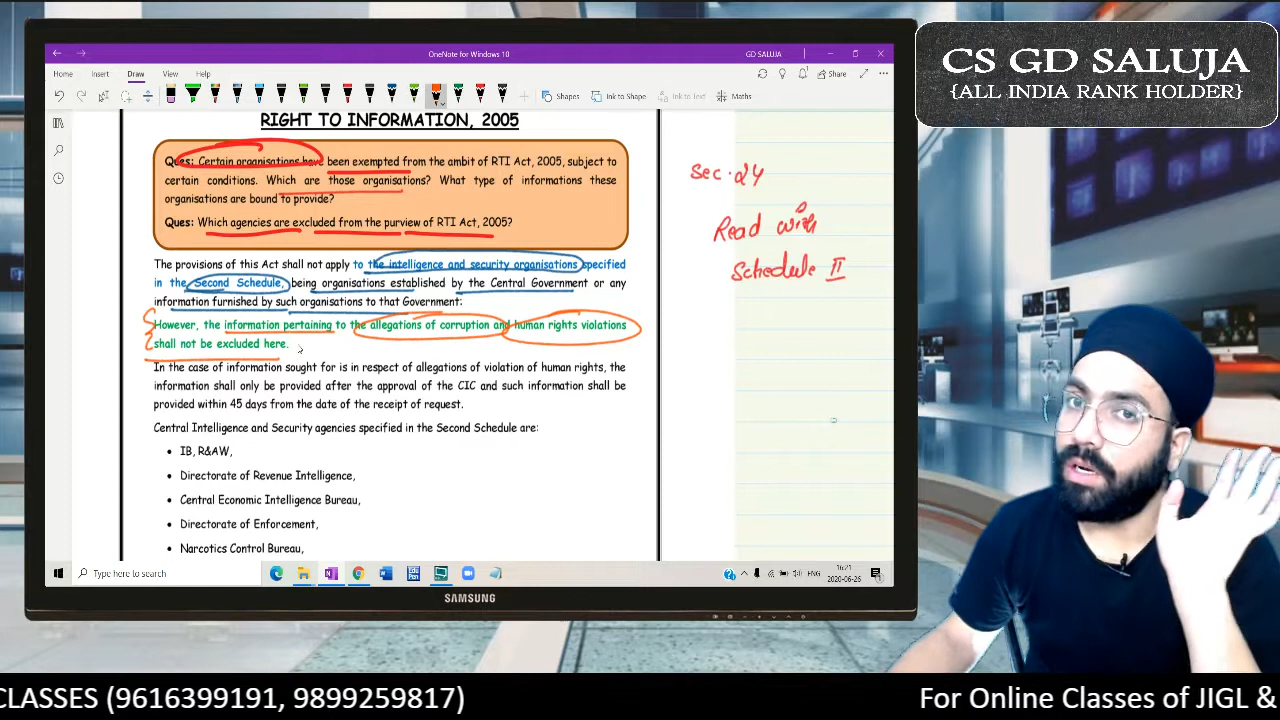 OneNote for Windows 10
GD SALUJA
Home Insert Draw View Help
Share
Shapes Ink to Shape Ink to Text Maths
RIGHT TO INFORMATION, 2005
Ques: Certain organisations have been exempted from the ambit of RTI Act, 2005, subject to
certain conditions. Which are those organisations? What type of informations these
organisations are bound to provide?
Ques: Which agencies are excluded from the purview of RTI Act, 2005?
The provisions of this Act shall not apply to the intelligence and security organisations specified
in the Second Schedule, being organisations established by the Central Government or any
information furnished by such organisations to that Government:
However, the information pertaining to the allegations of corruption and human rights violations
shall not be excluded here.
In the case of information sought for is in respect of allegations of violation of human rights, the
information shall only be provided after the approval of the CIC and such information shall be
provided within 45 days from the date of the receipt of request.
Central Intelligence and Security agencies specified in the Second Schedule are:
• IB, R&AW,
• Directorate of Revenue Intelligence,
• Central Economic Intelligence Bureau,
• Directorate of Enforcement,
• Narcotics Control Bureau,
Sec. 24
Read with
Schedule II
Type here to search
ENG
16:21
2020-06-26
SAMSUNG
CS GD SALUJA
{ALL INDIA RANK HOLDER}
CLASSES (9616399191, 9899259817)
For Online Classes of JIGL &